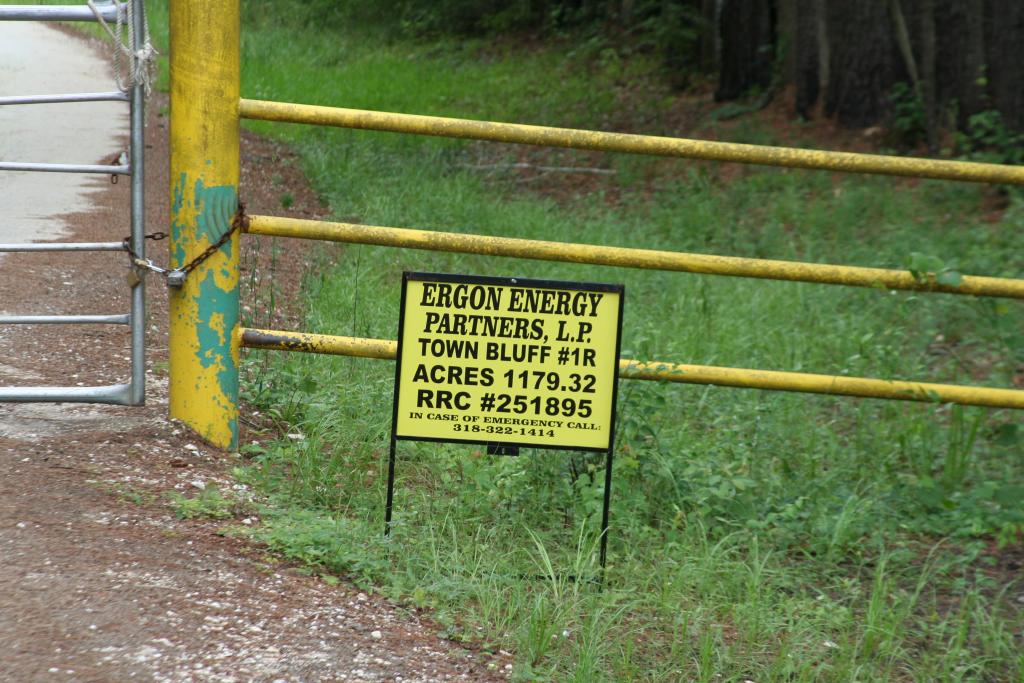 ERGON ENERGY
PARTNERS, L.P.
TOWN BLUFF #1R
ACRES 1179.32
RRC #251895
IN CASE OF EMERGENCY CALL:
318-322-1414